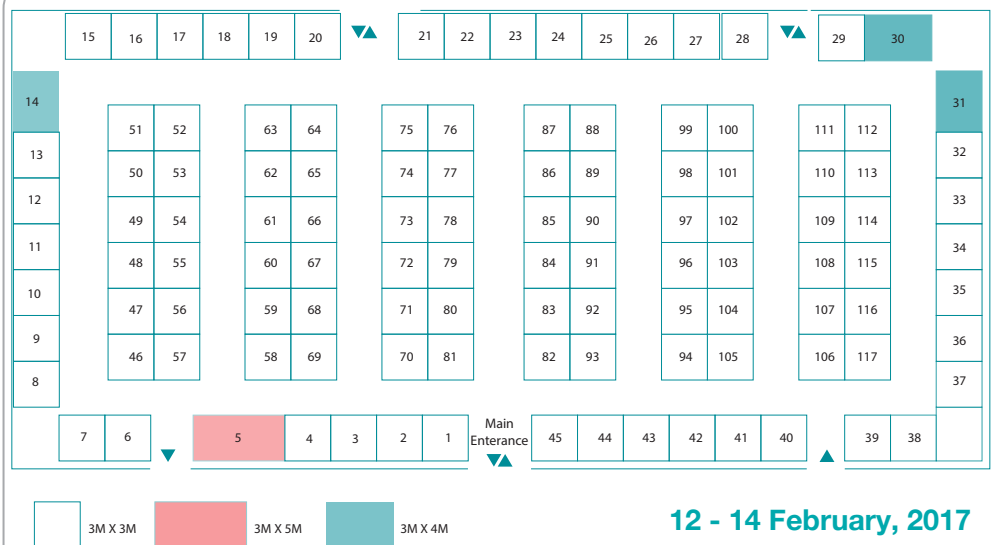 15 16 17 18 19 20 21 22 23 24 25 26 27 28 29 30
14 31
51 52 63 64 75 76 87 88 99 100 111 112
13 32
50 53 62 65 74 77 86 89 98 101 110 113
12 33
49 54 61 66 73 78 85 90 97 102 109 114
11 34
48 55 60 67 72 79 84 91 96 103 108 115
10 35
47 56 59 68 71 80 83 92 95 104 107 116
9 36
46 57 58 69 70 81 82 93 94 105 106 117
8 37
7 6 5 4 3 2 1 Main 45 44 43 42 41 40 39 38
Enterance
3M X 3M 3M X 5M 3M X 4M 12 - 14 February, 2017